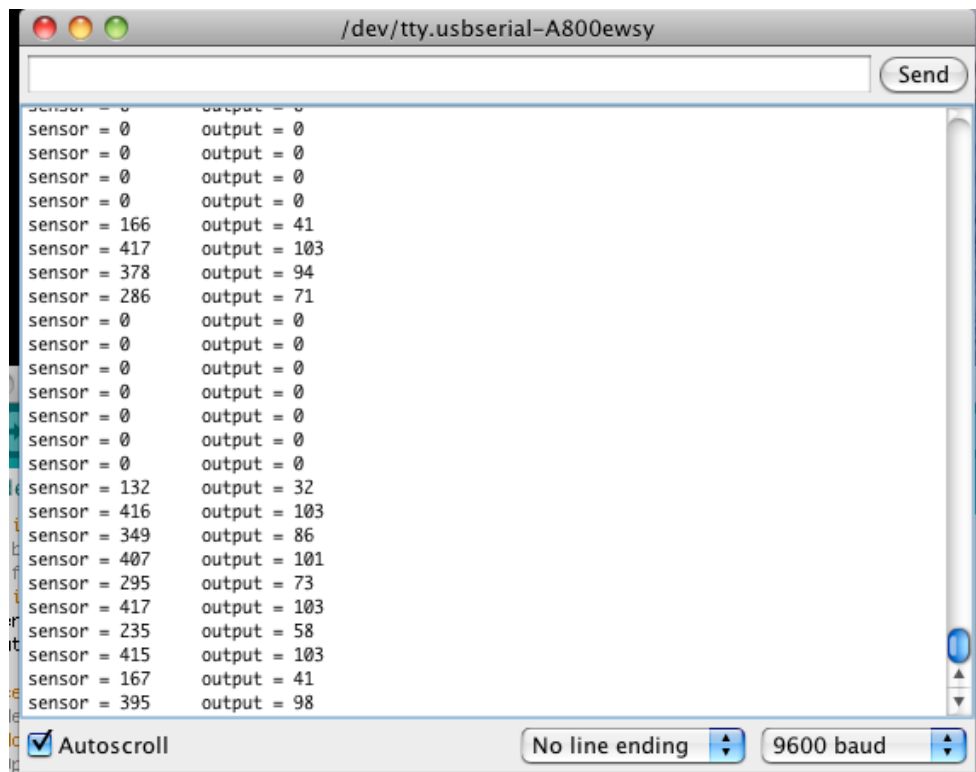 /dev/tty.usbserial-A800ewsy
Send
sensor = 0 output = 0
sensor = 0 output = 0
sensor = 0 output = 0
sensor = 0 output = 0
sensor = 166 output = 41
sensor = 417 output = 103
sensor = 378 output = 94
sensor = 286 output = 71
sensor = 0 output = 0
sensor = 0 output = 0
sensor = 0 output = 0
sensor = 0 output = 0
sensor = 0 output = 0
sensor = 0 output = 0
sensor = 0 output = 0
sensor = 132 output = 32
sensor = 416 output = 103
sensor = 349 output = 86
sensor = 407 output = 101
sensor = 295 output = 73
sensor = 417 output = 103
sensor = 235 output = 58
sensor = 415 output = 103
sensor = 167 output = 41
sensor = 395 output = 98
Autoscroll No line ending 9600 baud